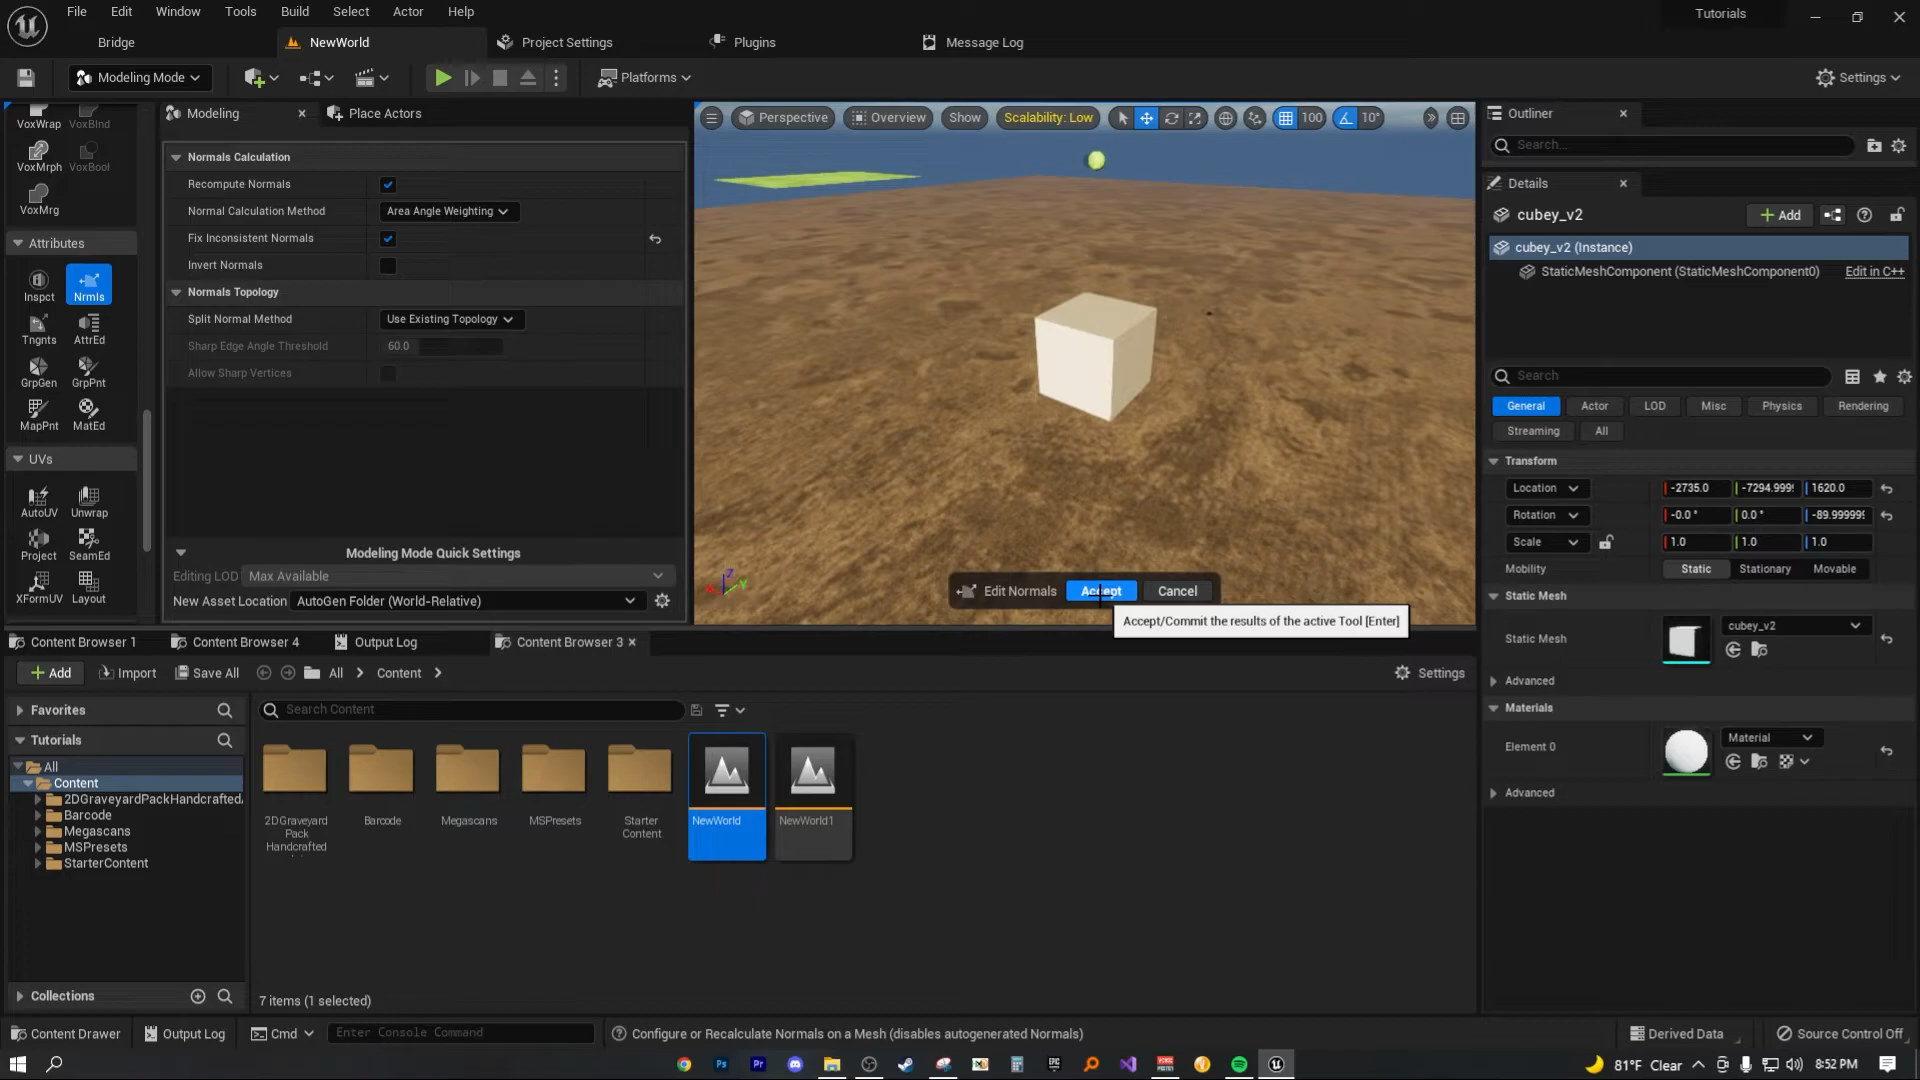 File Edit Window Tools Build Select Actor Help
Tutorials
Bridge
NewWorld
Project Settings
Plugins
Message Log
Modeling Mode
Platforms
Settings
VoxWrap VoxBlnd
VoxMrph VoxBool
VoxMrg
Attributes
Inspct Nrmls
Tngnts AttrEd
GrpGen GrpPnt
MapPnt MatEd
UVs
AutoUV Unwrap
Project SeamEd
XFormUV Layout
Modeling
Place Actors
Normals Calculation
Recompute Normals
Normal Calculation Method Area Angle Weighting
Fix Inconsistent Normals
Invert Normals
Normals Topology
Split Normal Method Use Existing Topology
Sharp Edge Angle Threshold 60.0
Allow Sharp Vertices
Modeling Mode Quick Settings
Editing LOD Max Available
New Asset Location AutoGen Folder (World-Relative)
Perspective Overview Show Scalability: Low 100 10°
Z
Y
Edit Normals Accept Cancel
Accept/Commit the results of the active Tool [Enter]
Outliner
Search...
Details
cubey_v2
Add
cubey_v2 (Instance)
StaticMeshComponent (StaticMeshComponent0) Edit in C++
Search
General Actor LOD Misc Physics Rendering
Streaming All
Transform
Location -2735.0 -7294.999 1620.0
Rotation -0.0 ° 0.0 ° -89.99999
Scale 1.0 1.0 1.0
Mobility Static Stationary Movable
Static Mesh
Static Mesh cubey_v2
Advanced
Materials
Element 0 Material
Advanced
Content Browser 1
Content Browser 4
Output Log
Content Browser 3
Add Import Save All All Content Settings
Favorites
Search Content
Tutorials
All
Content
2DGraveyardPackHandcrafted
Barcode
Megascans
MSPresets
StarterContent
2DGraveyard
Pack
Handcrafted
Barcode
Megascans
MSPresets
Starter
Content
NewWorld
NewWorld1
Collections
7 items (1 selected)
Content Drawer Output Log Cmd Enter Console Command Configure or Recalculate Normals on a Mesh (disables autogenerated Normals) Derived Data Source Control Off
Ps Pr EPIC 81°F Clear 8:52 PM